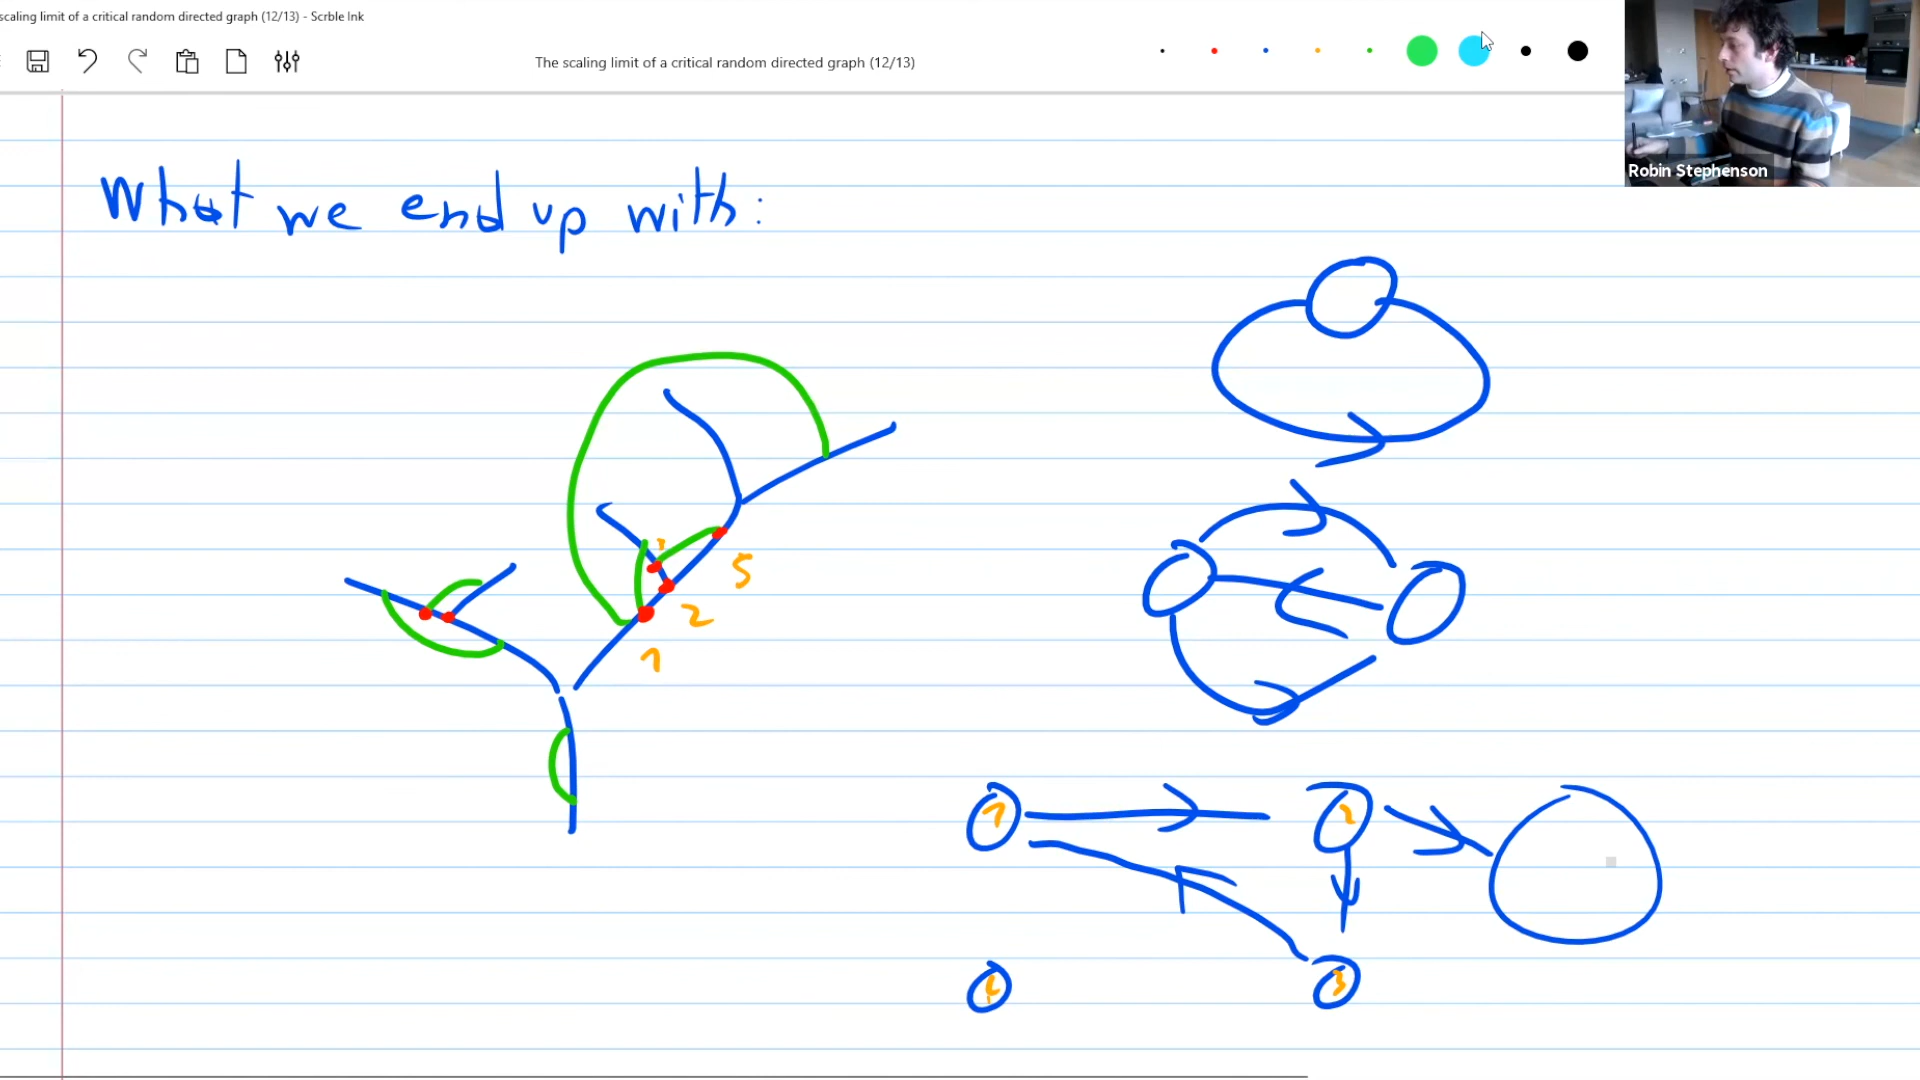 scaling limit of a critical random directed graph (12/13) - Scrble Ink
The scaling limit of a critical random directed graph (12/13)
Robin Stephenson
What we end up with:
5
2
1
1
2
3